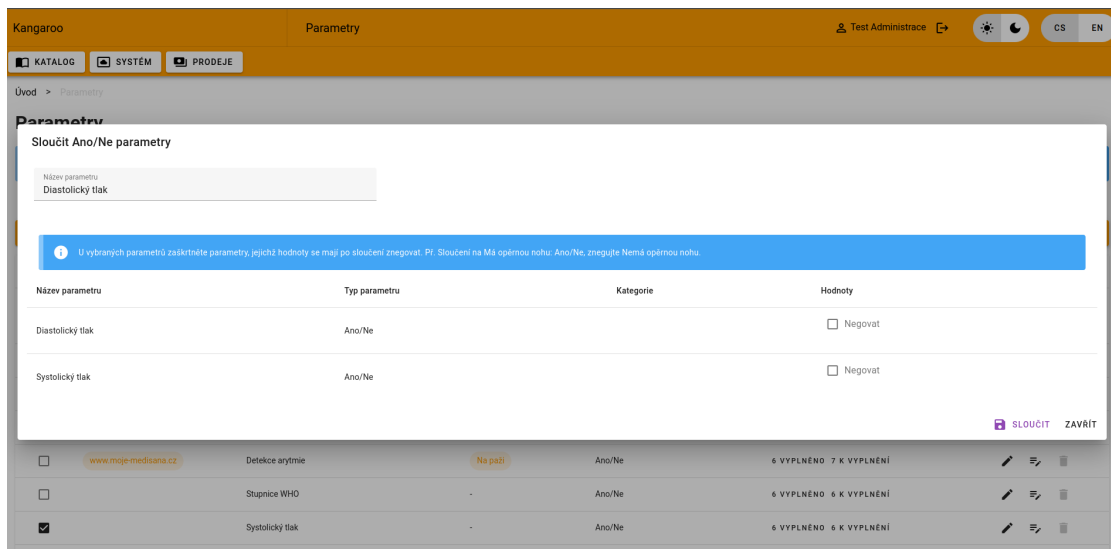 Kangaroo
Parametry
Test Administrace
CS
EN
KATALOG
SYSTÉM
PRODEJE
Úvod > Parametry
Parametry
Sloučit Ano/Ne parametry
Název parametru
Diastolický tlak
U vybraných parametrů zaškrtněte parametry, jejichž hodnoty se mají po sloučení znegovat. Př. Sloučení na Má opěrnou nohu: Ano/Ne, znegujte Nemá opěrnou nohu.
Název parametru Typ parametru Kategorie Hodnoty
Diastolický tlak Ano/Ne Negovat
Systolický tlak Ano/Ne Negovat
SLOUČIT ZAVŘÍT
www.moje-medisana.cz Detekce arytmie Na paži Ano/Ne 6 VYPLNĚNO 7 K VYPLNĚNÍ
Stupnice WHO - Ano/Ne 6 VYPLNĚNO 6 K VYPLNĚNÍ
Systolický tlak - Ano/Ne 6 VYPLNĚNO 6 K VYPLNĚNÍ